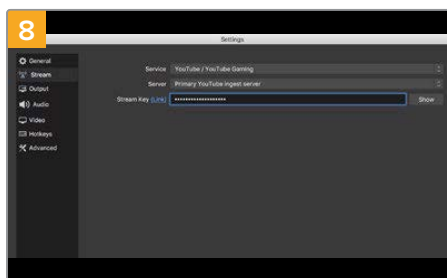 8
Settings
General
Stream
Output
Audio
Video
Hotkeys
Advanced
Service YouTube / YouTube Gaming
Server Primary YouTube ingest server
Stream Key (Link) •••••••••••••••••••• Show